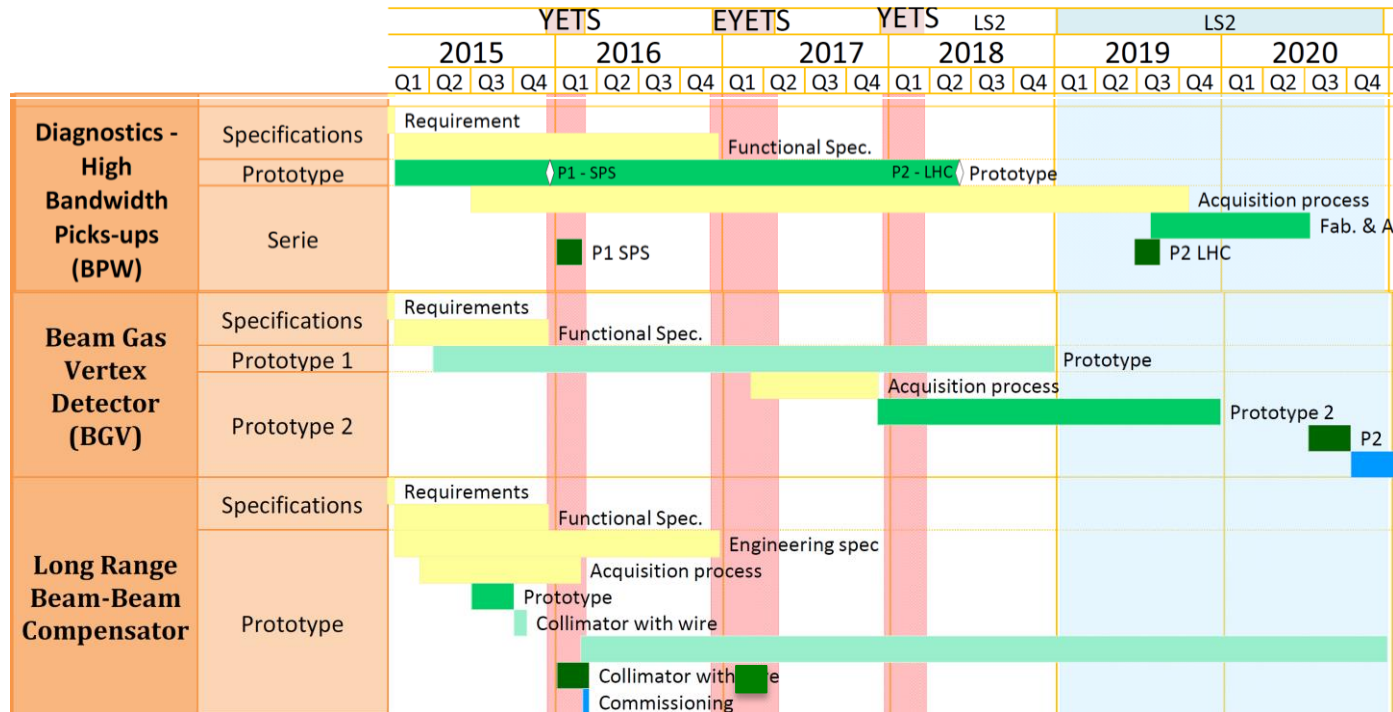 YETS EYETS YETS LS2 LS2
2015 2016 2017 2018 2019 2020
Q1 Q2 Q3 Q4 Q1 Q2 Q3 Q4 Q1 Q2 Q3 Q4 Q1 Q2 Q3 Q4 Q1 Q2 Q3 Q4 Q1 Q2 Q3 Q4
Diagnostics -
High
Bandwidth
Picks-ups
(BPW)
Specifications
Requirement
Functional Spec.
Prototype
P1 - SPS P2 - LHC Prototype
Serie
Acquisition process
Fab. & A
P1 SPS P2 LHC
Beam Gas
Vertex
Detector
(BGV)
Specifications
Requirements
Functional Spec.
Prototype 1
Prototype
Prototype 2
Acquisition process
Prototype 2
P2
Long Range
Beam-Beam
Compensator
Specifications
Requirements
Functional Spec.
Prototype
Engineering spec
Acquisition process
Prototype
Collimator with wire
Collimator with
Commissioning